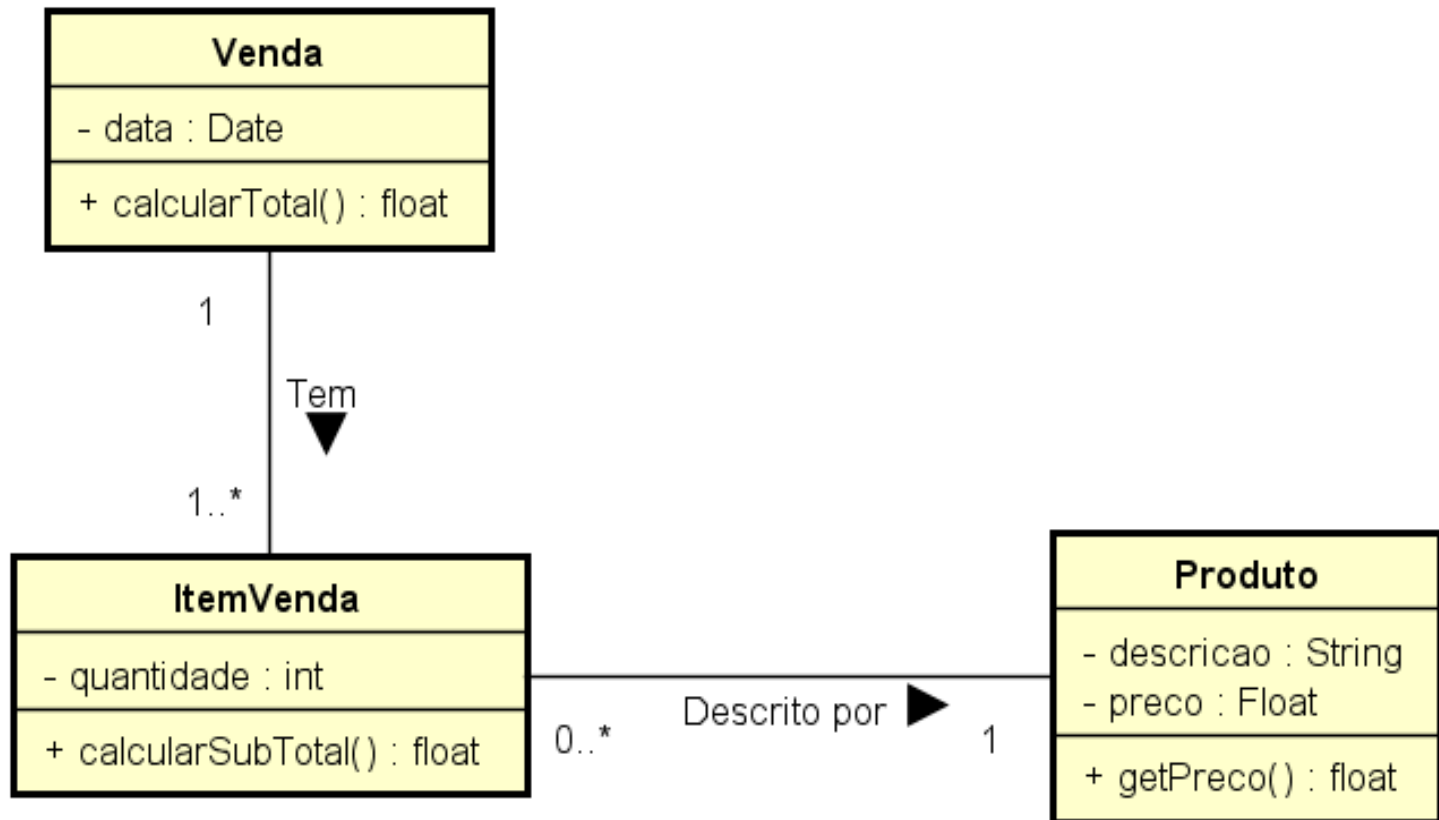 Venda
- data : Date
+ calcularTotal() : float
1
Tem
1..*
ItemVenda
- quantidade : int
+ calcularSubTotal() : float
0..*
Descrito por
1
Produto
- descricao : String
- preco : Float
+ getPreco() : float